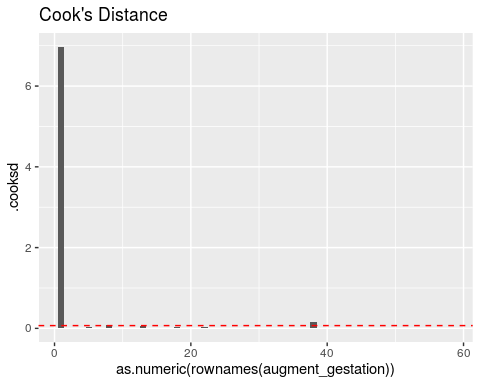 Cook's Distance
6
4
2
0
.cooksd
0 20 40 60
as.numeric(rownames(augment_gestation))